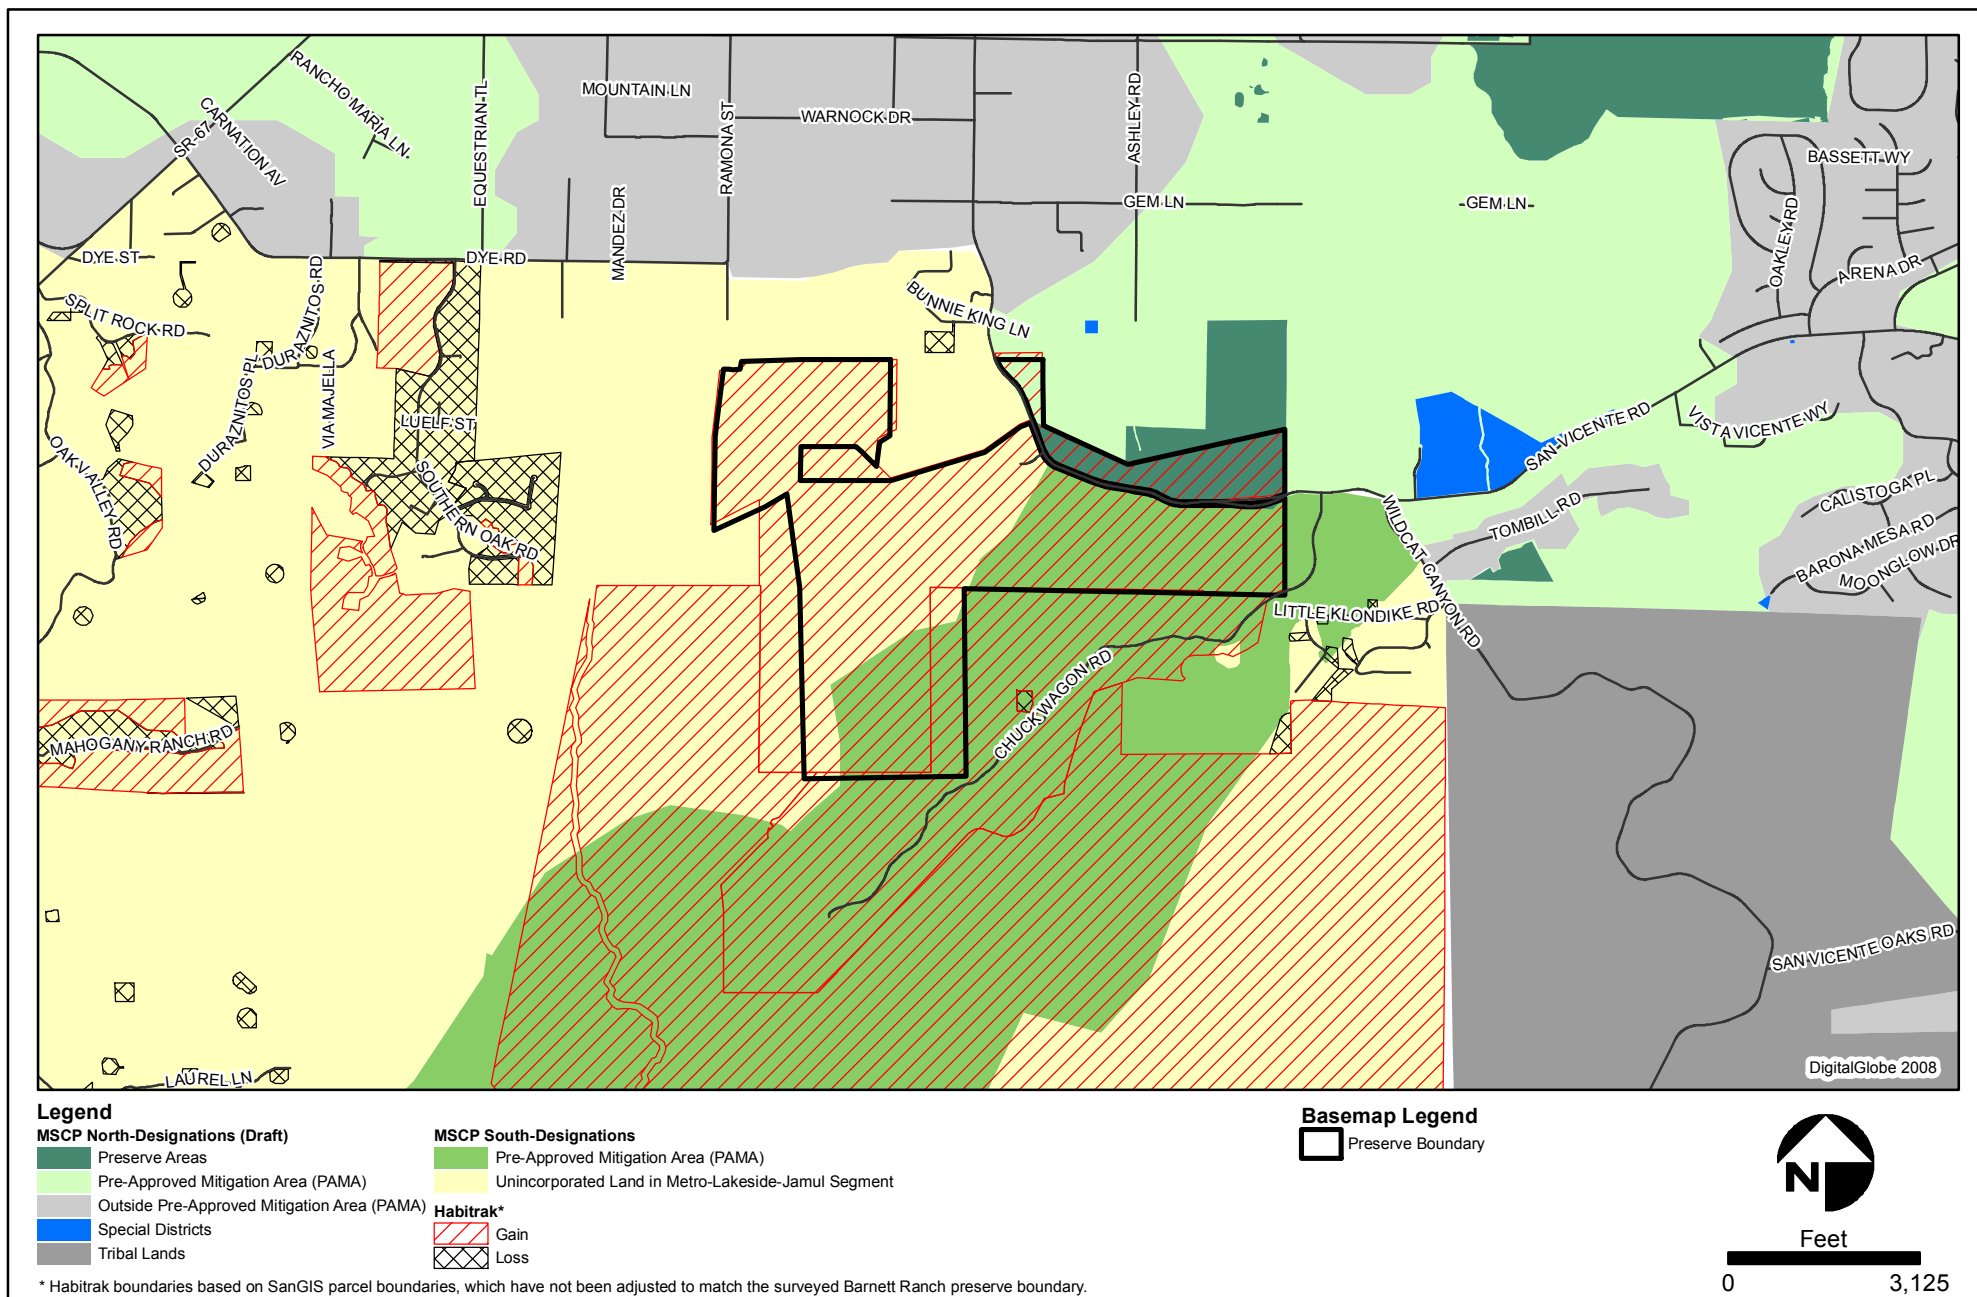 RANCHO MARIA LN
CARNATION AV
SR-67
EQUESTRIAN TL
MOUNTAIN LN
RAMONA ST
WARNOCK DR
ASHLEY RD
MANDEZ DR
GEM LN
GEM LN
BASSETT WY
OAKLEY RD
ARENA DR
DYE ST
DYE RD
SPLIT ROCK RD
DURAZNITOS RD
DURAZNITOS PL
VIA MAJELLA
BUNNIE KING LN
LUELF ST
OAK VALLEY RD
SOUTHERN OAK RD
SAN VICENTE RD
VISTA VICENTE WY
WILDCAT CANYON RD
TOMBILL RD
CALISTOGA PL
BARONA MESA RD
MOONGLOW DR
LITTLE KLONDIKE RD
CHUCKWAGON RD
MAHOGANY RANCH RD
SAN VICENTE OAKS RD
LAUREL LN
DigitalGlobe 2008
Legend
MSCP North-Designations (Draft)
Preserve Areas
Pre-Approved Mitigation Area (PAMA)
Outside Pre-Approved Mitigation Area (PAMA)
Special Districts
Tribal Lands
MSCP South-Designations
Pre-Approved Mitigation Area (PAMA)
Unincorporated Land in Metro-Lakeside-Jamul Segment
Habitrak*
Gain
Loss
Basemap Legend
Preserve Boundary
N
Feet
0 3,125
* Habitrak boundaries based on SanGIS parcel boundaries, which have not been adjusted to match the surveyed Barnett Ranch preserve boundary.